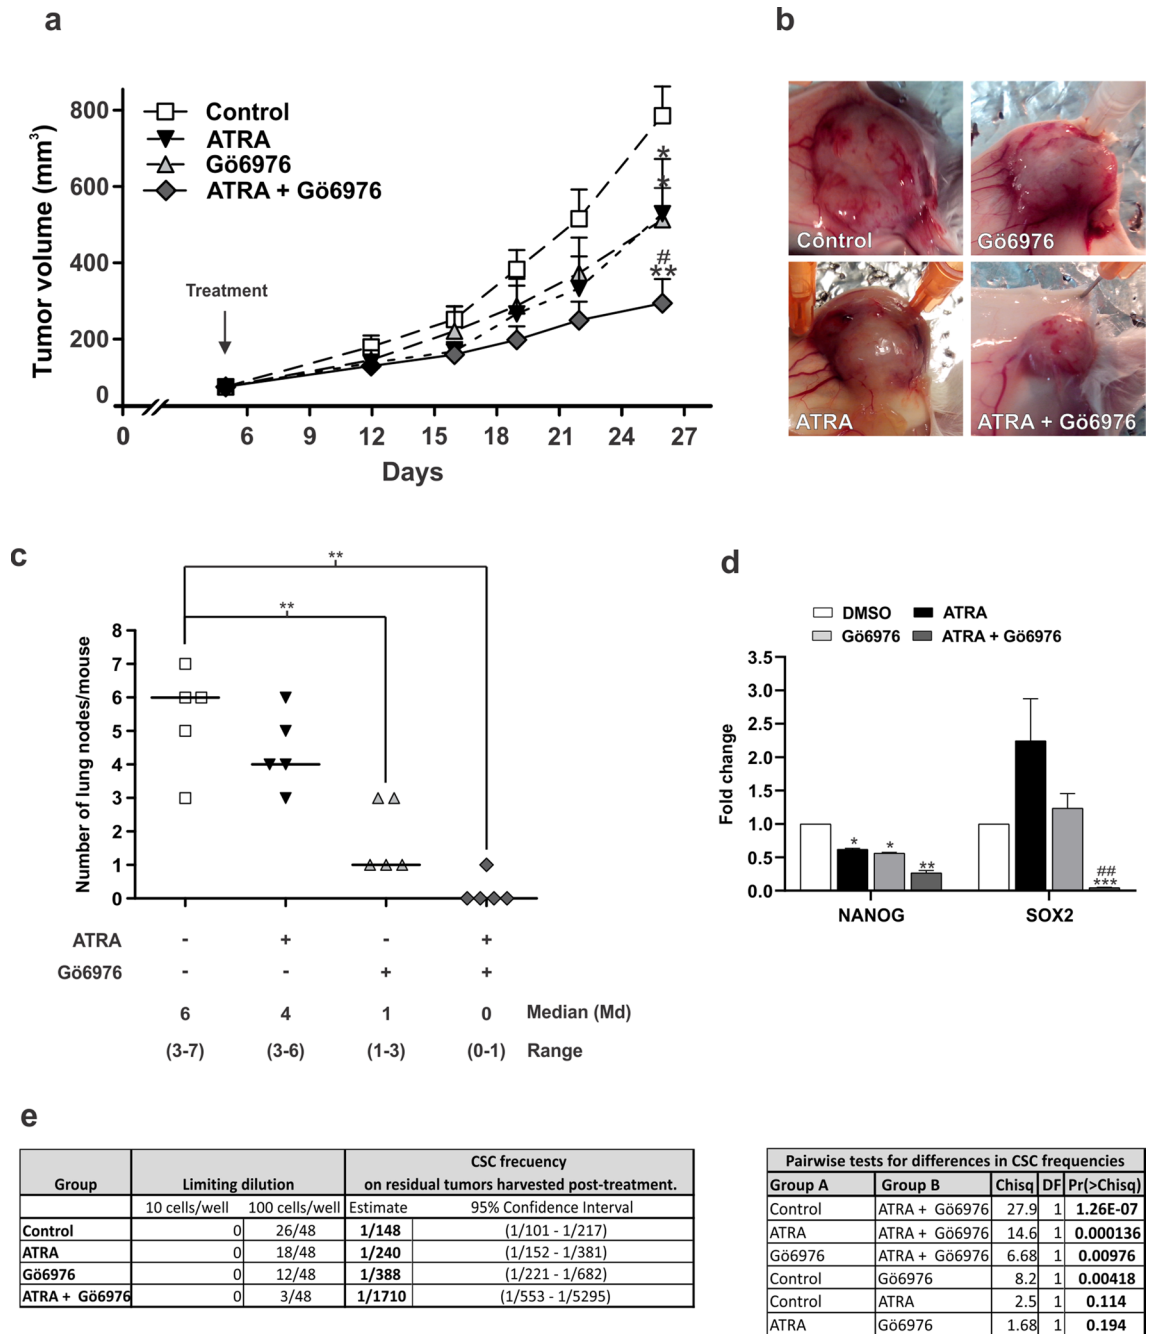 a
Tumor volume (mm³)
800
600
400
200
0
Control
ATRA
Gö6976
ATRA + Gö6976
Treatment
*
*
#
**
0
6
9
12
15
18
21
24
27
Days
b
Control
Gö6976
ATRA
ATRA + Gö6976
c
**
**
Number of lung nodes/mouse
8
7
6
5
4
3
2
1
0
ATRA - + - +
Gö6976 - - + +
6 4 1 0 Median (Md)
(3-7) (3-6) (1-3) (0-1) Range
d
DMSO ATRA
Gö6976 ATRA + Gö6976
Fold change
3.5
3.0
2.5
2.0
1.5
1.0
0.5
0.0
* * **
##
***
NANOG SOX2
e
Group Limiting dilution CSC frecuency
on residual tumors harvested post-treatment.
10 cells/well 100 cells/well Estimate 95% Confidence Interval
Control 0 26/48 1/148 (1/101 - 1/217)
ATRA 0 18/48 1/240 (1/152 - 1/381)
Gö6976 0 12/48 1/388 (1/221 - 1/682)
ATRA + Gö6976 0 3/48 1/1710 (1/553 - 1/5295)
Pairwise tests for differences in CSC frequencies
Group A Group B Chisq DF Pr(>Chisq)
Control ATRA + Gö6976 27.9 1 1.26E-07
ATRA ATRA + Gö6976 14.6 1 0.000136
Gö6976 ATRA + Gö6976 6.68 1 0.00976
Control Gö6976 8.2 1 0.00418
Control ATRA 2.5 1 0.114
ATRA Gö6976 1.68 1 0.194